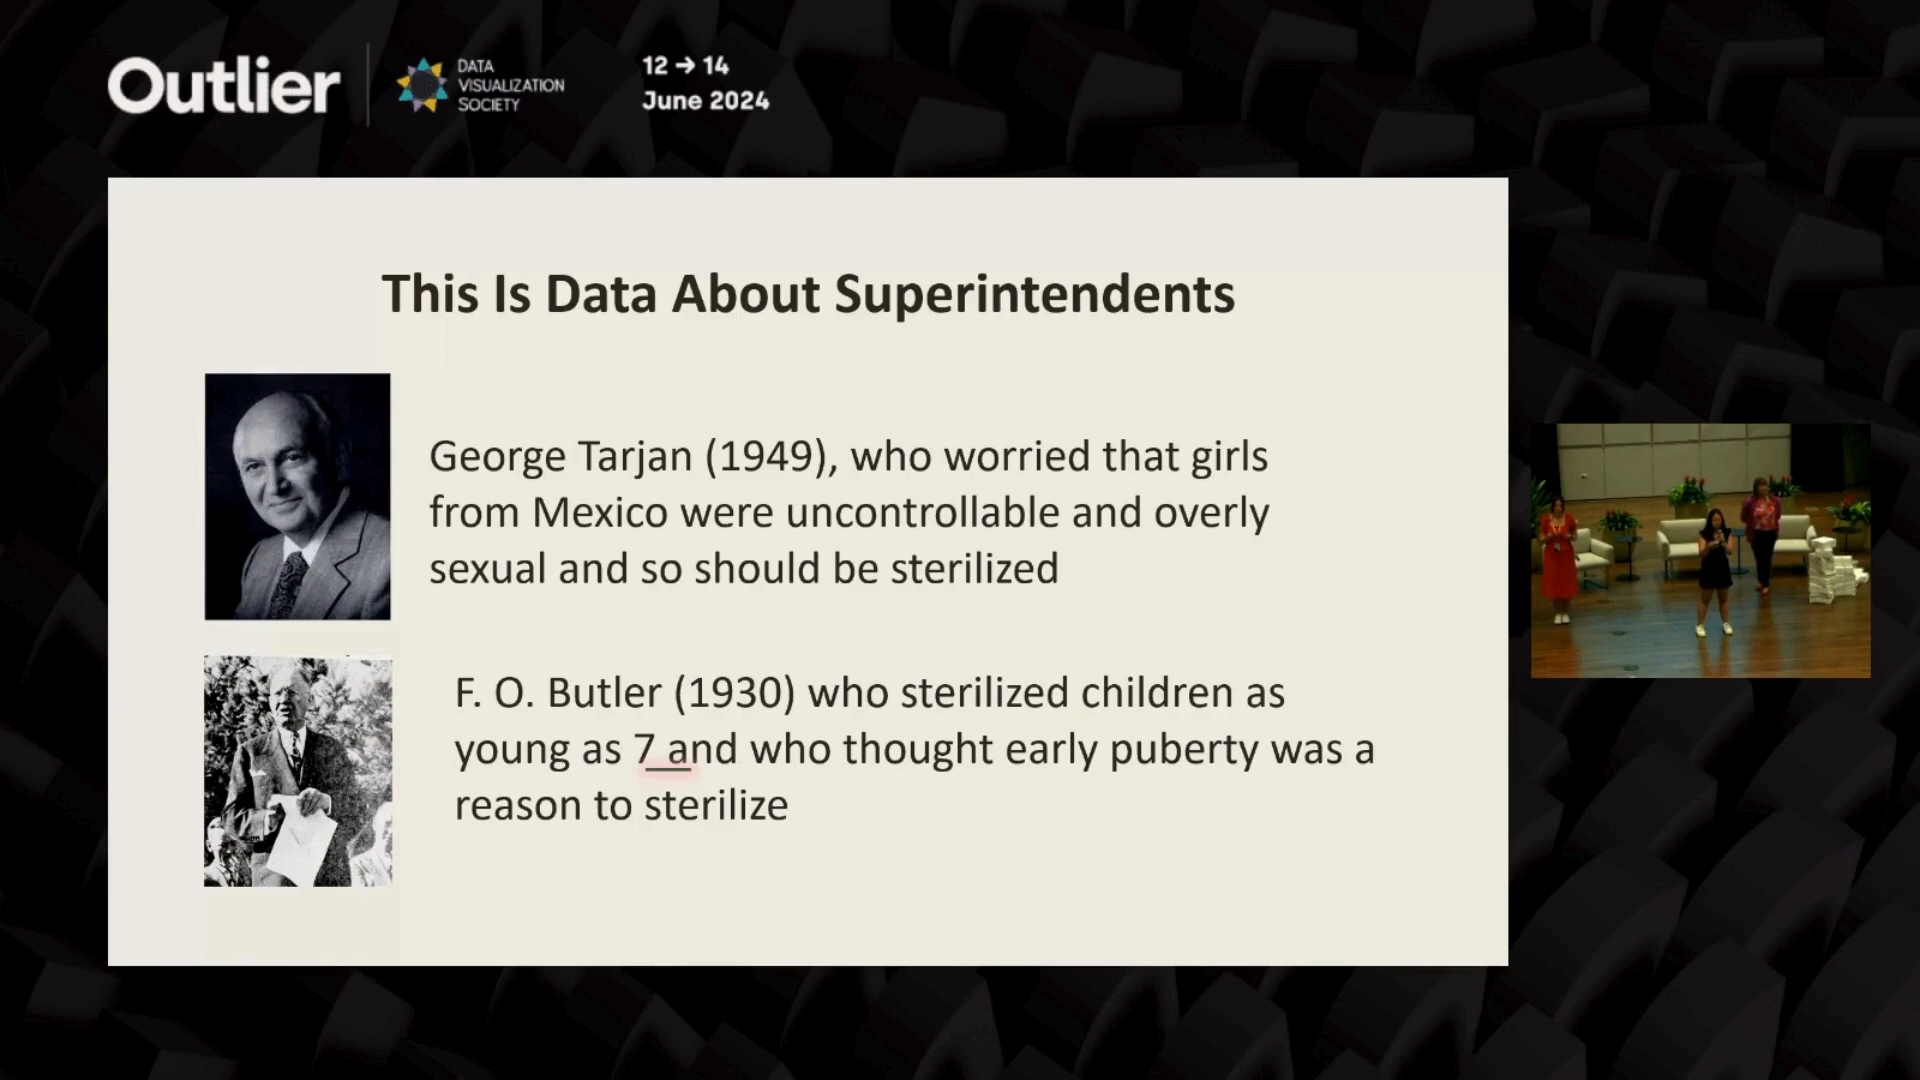 Outlier
DATA
VISUALIZATION
SOCIETY
12 → 14
June 2024
This Is Data About Superintendents
George Tarjan (1949), who worried that girls
from Mexico were uncontrollable and overly
sexual and so should be sterilized
F. O. Butler (1930) who sterilized children as
young as 7 and who thought early puberty was a
reason to sterilize